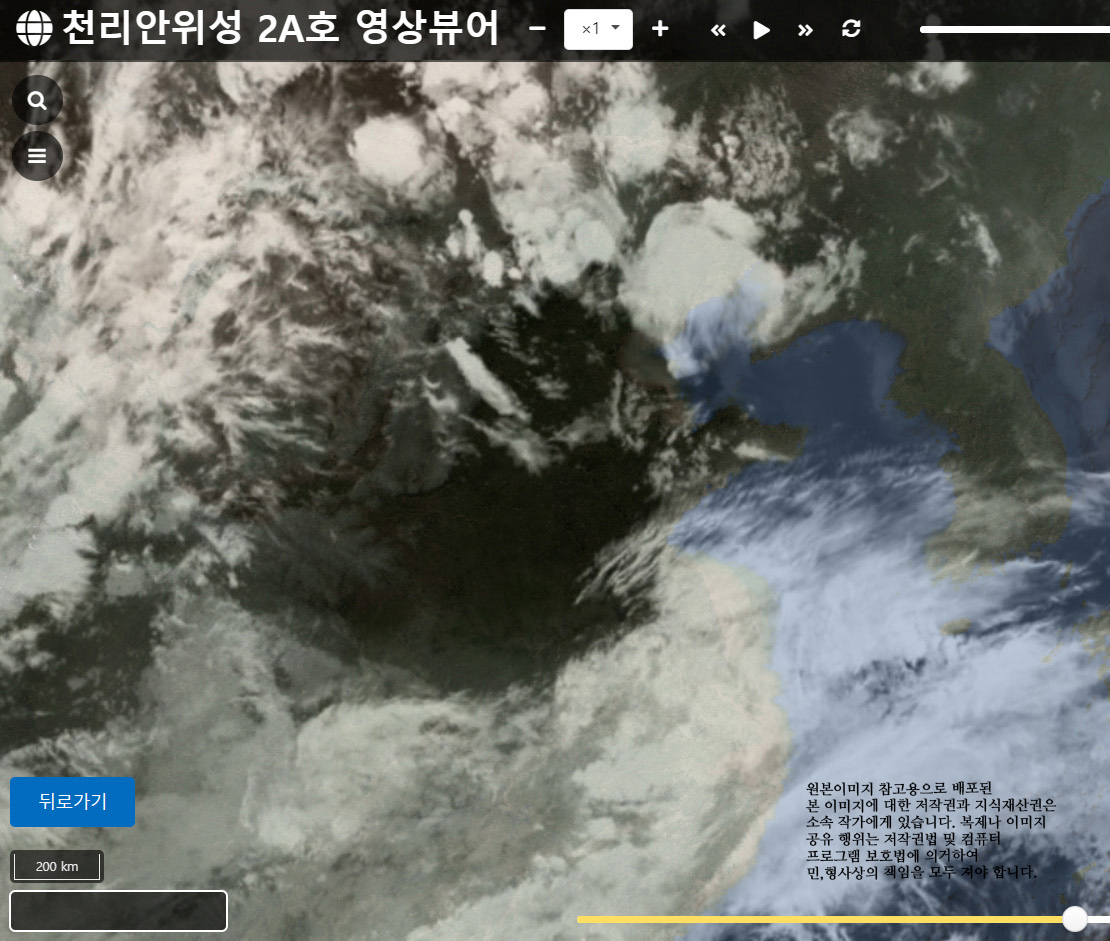 천리안위성 2A호 영상뷰어
×1
뒤로가기
200 km
원본이미지 참고용으로 배포된
본 이미지에 대한 저작권과 지식재산권은
소속 작가에게 있습니다. 복제나 이미지
공유 행위는 저작권법 및 컴퓨터
프로그램 보호법에 의거하여
민,형사상의 책임을 모두 져야 합니다.